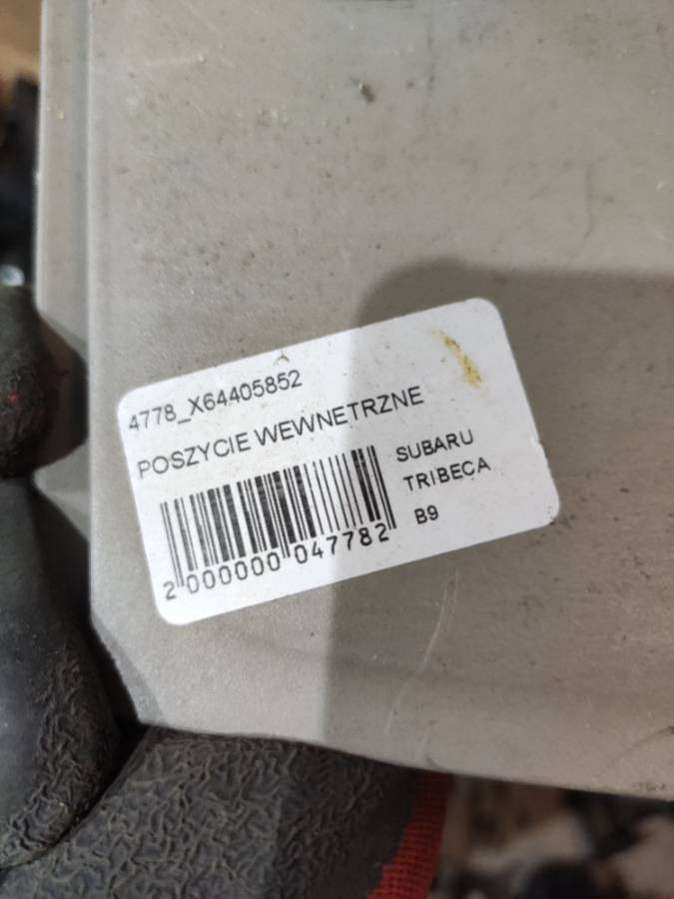 4778_X64405852
POSZYCIE WEWNETRZNE
SUBARU
TRIBECA
B9
2 000000 047782